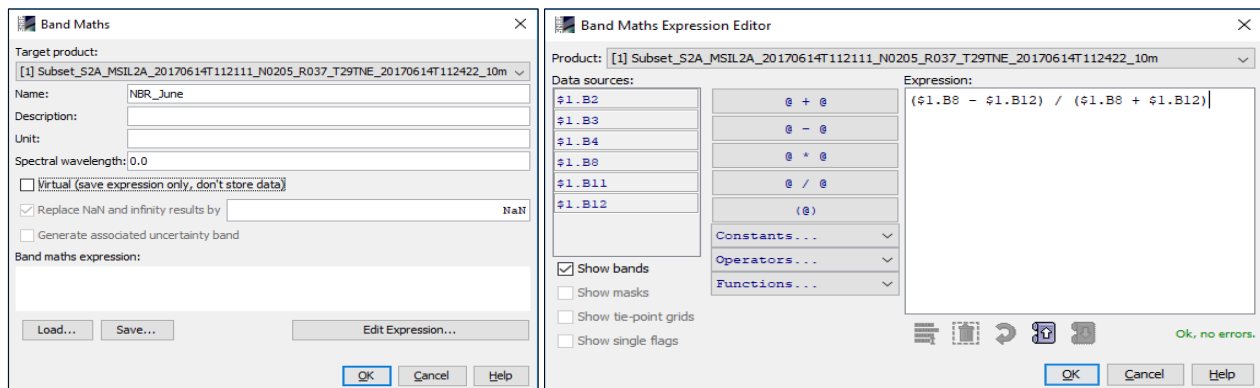 Band Maths
Target product:
[1] Subset_S2A_MSIL2A_20170614T112111_N0205_R037_T29TNE_20170614T112422_10m
Name: NBR_June
Description:
Unit:
Spectral wavelength: 0.0
Virtual (save expression only, don't store data)
Replace NaN and infinity results by NaN
Generate associated uncertainty band
Band maths expression:
Load... Save... Edit Expression...
OK Cancel Help
Band Maths Expression Editor
Product: [1] Subset_S2A_MSIL2A_20170614T112111_N0205_R037_T29TNE_20170614T112422_10m
Data sources:
$1.B2
$1.B3
$1.B4
$1.B8
$1.B11
$1.B12
Show bands
Show masks
Show tie-point grids
Show single flags
@ + @
@ - @
@ * @
@ / @
(@)
Constants...
Operators...
Functions...
Expression:
($1.B8 - $1.B12) / ($1.B8 + $1.B12)
Ok, no errors.
OK Cancel Help